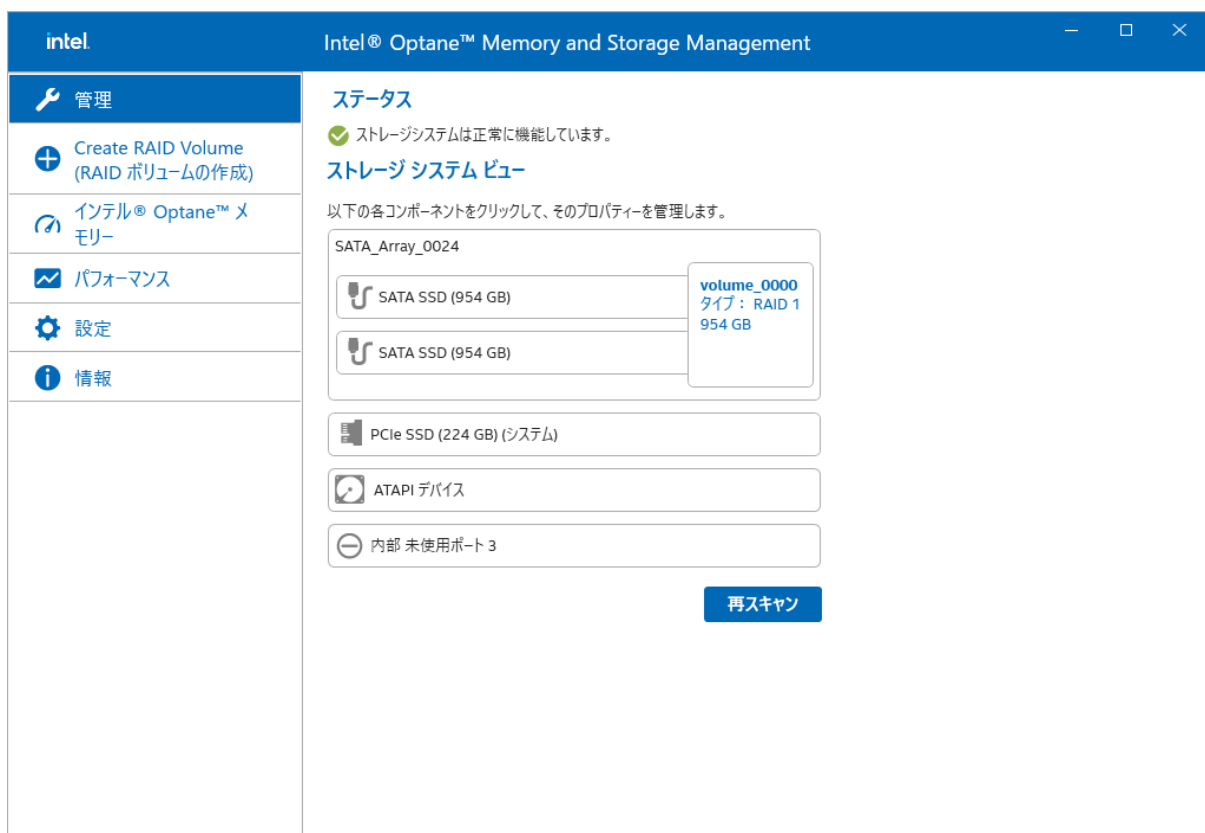 intel.
Intel® Optane™ Memory and Storage Management
管理
Create RAID Volume
(RAID ボリュームの作成)
インテル® Optane™ メ
モリー
パフォーマンス
設定
情報
ステータス
ストレージシステムは正常に機能しています。
ストレージ システム ビュー
以下の各コンポーネントをクリックして、そのプロパティーを管理します。
SATA_Array_0024
SATA SSD (954 GB)
SATA SSD (954 GB)
volume_0000
タイプ： RAID 1
954 GB
PCIe SSD (224 GB) (システム)
ATAPI デバイス
内部 未使用ポート 3
再スキャン